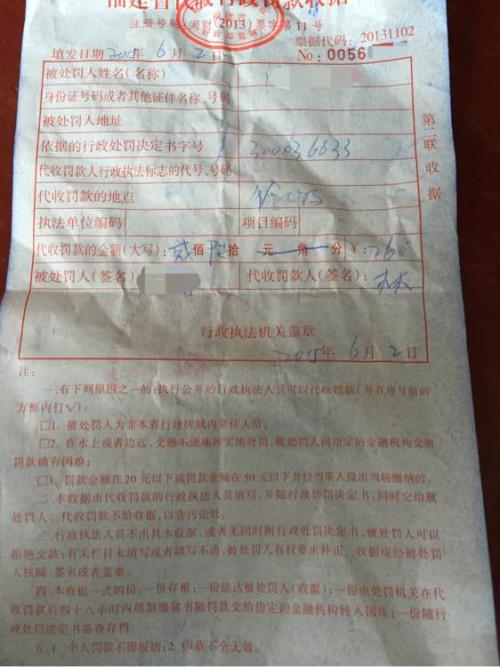 福建省代收行政罚款收据
注册号码:闽财(2013)票字第11号
票据代码:20131102
填发日期2015年6月2日
No:0056
被处罚人姓名(名称)
身份证号码或者其他证件名称、号码
被处罚人地址
依据的行政处罚决定书字号 300036633
代收罚款人行政执法标志的代号、号码
代收罚款的地点
执法单位编码 项目编码
代收罚款的金额(大写):贰佰 拾 元 角 分 ¥:260
被处罚人(签名) 代收罚款人(签名):
行政执法机关盖章
2015年6月2日
第二联收据
注:
一、有下列原因之一的,执行公务的行政执法人员可以代收罚款(并在序号前的
方框内打√):
□1、被处罚人为非本省行政区域内常住人员;
□2、在水上或者边远、交通不便地区实施处罚,被处罚人向指定的金融机构交纳
罚款确有困难;
□3、罚款金额在20元以下或罚款金额在50元以下并经当事人提出当场缴纳的。
二、本收据由代收罚款的行政执法人员填写,并随行政处罚决定书,同时交给被
处罚人。代收罚款不给收据,以贪污论处。
三、行政执法人员不出具本收据,或者无同时附行政处罚决定书,被处罚人可以
拒绝交款;有关栏目未填写或者填写不清,被处罚人有权要求补正。收据应经被处罚
人核阅、签名或者盖章。
四、本收据一式四份:一份存根;一份送达被处罚人(收据);一份由处罚机关在代
收罚款后四十八小时内填制缴款书随罚款交给指定的金融机构转入国库;一份随行
政处罚决定书备查存档。
五、1、个人罚款不得报销;2、印章不全无效。